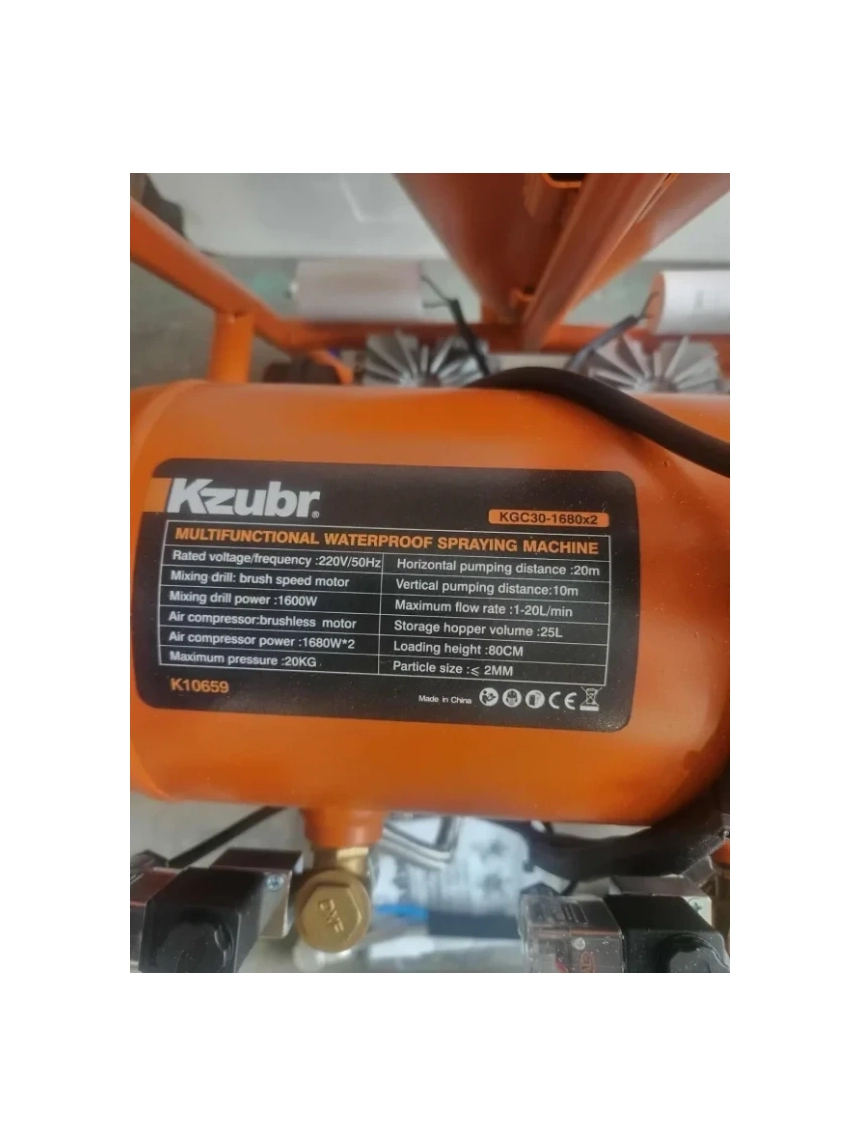 Kzubr®
KGC30-1680x2
MULTIFUNCTIONAL WATERPROOF SPRAYING MACHINE
Rated voltage/frequency :220V/50Hz
Mixing drill: brush speed motor
Mixing drill power :1600W
Air compressor:brushless motor
Air compressor power :1680W*2
Maximum pressure :20KG
Horizontal pumping distance :20m
Vertical pumping distance:10m
Maximum flow rate :1-20L/min
Storage hopper volume :25L
Loading height :80CM
Particle size :⩽ 2MM
K10659
Made in China
CE
DNF